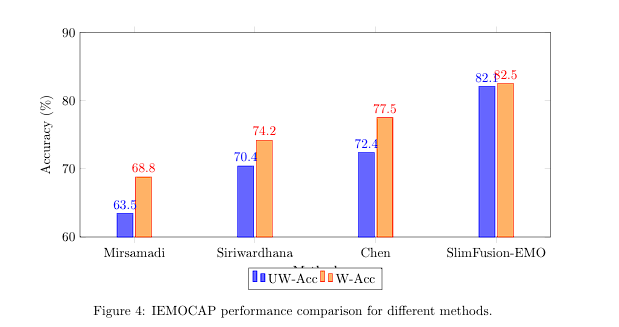 90
80
70
60
Accuracy (%)
63.5
68.8
70.4
74.2
72.4
77.5
82.1
82.5
Mirsamadi
Siriwardhana
Chen
SlimFusion-EMO
UW-Acc W-Acc
Figure 4: IEMOCAP performance comparison for different methods.